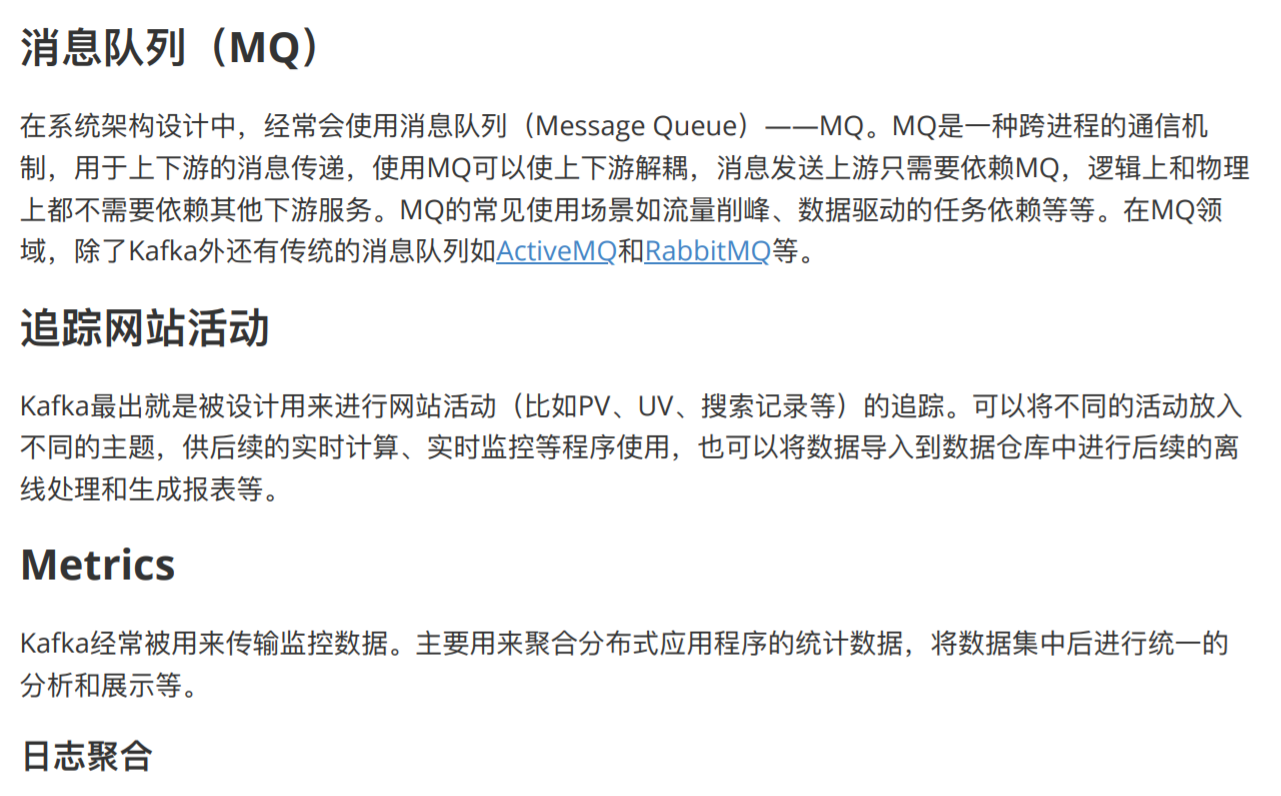 消息队列（MQ）
在系统架构设计中，经常会使用消息队列（Message Queue）——MQ。MQ是一种跨进程的通信机
制，用于上下游的消息传递，使用MQ可以使上下游解耦，消息发送上游只需要依赖MQ，逻辑上和物理
上都不需要依赖其他下游服务。MQ的常见使用场景如流量削峰、数据驱动的任务依赖等等。在MQ领
域，除了Kafka外还有传统的消息队列如ActiveMQ和RabbitMQ等。
追踪网站活动
Kafka最出就是被设计用来进行网站活动（比如PV、UV、搜索记录等）的追踪。可以将不同的活动放入
不同的主题，供后续的实时计算、实时监控等程序使用，也可以将数据导入到数据仓库中进行后续的离
线处理和生成报表等。
Metrics
Kafka经常被用来传输监控数据。主要用来聚合分布式应用程序的统计数据，将数据集中后进行统一的
分析和展示等。
日志聚合